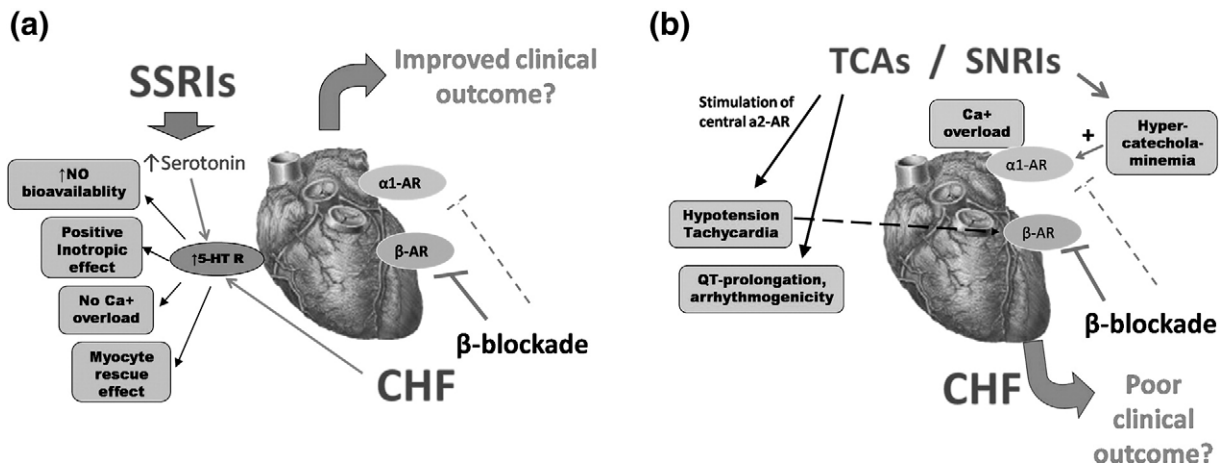 (a)
SSRIs
Improved clinical
outcome?
↑Serotonin
↑NO
bioavailablity
Positive
Inotropic
effect
No Ca+
overload
Myocyte
rescue
effect
↑5-HT R
α1-AR
β-AR
β-blockade
CHF
(b)
TCAs / SNRIs
Stimulation of
central a2-AR
Ca+
overload
+
Hyper-
catechola-
minemia
α1-AR
Hypotension
Tachycardia
β-AR
QT-prolongation,
arrhythmogenicity
β-blockade
CHF
Poor
clinical
outcome?